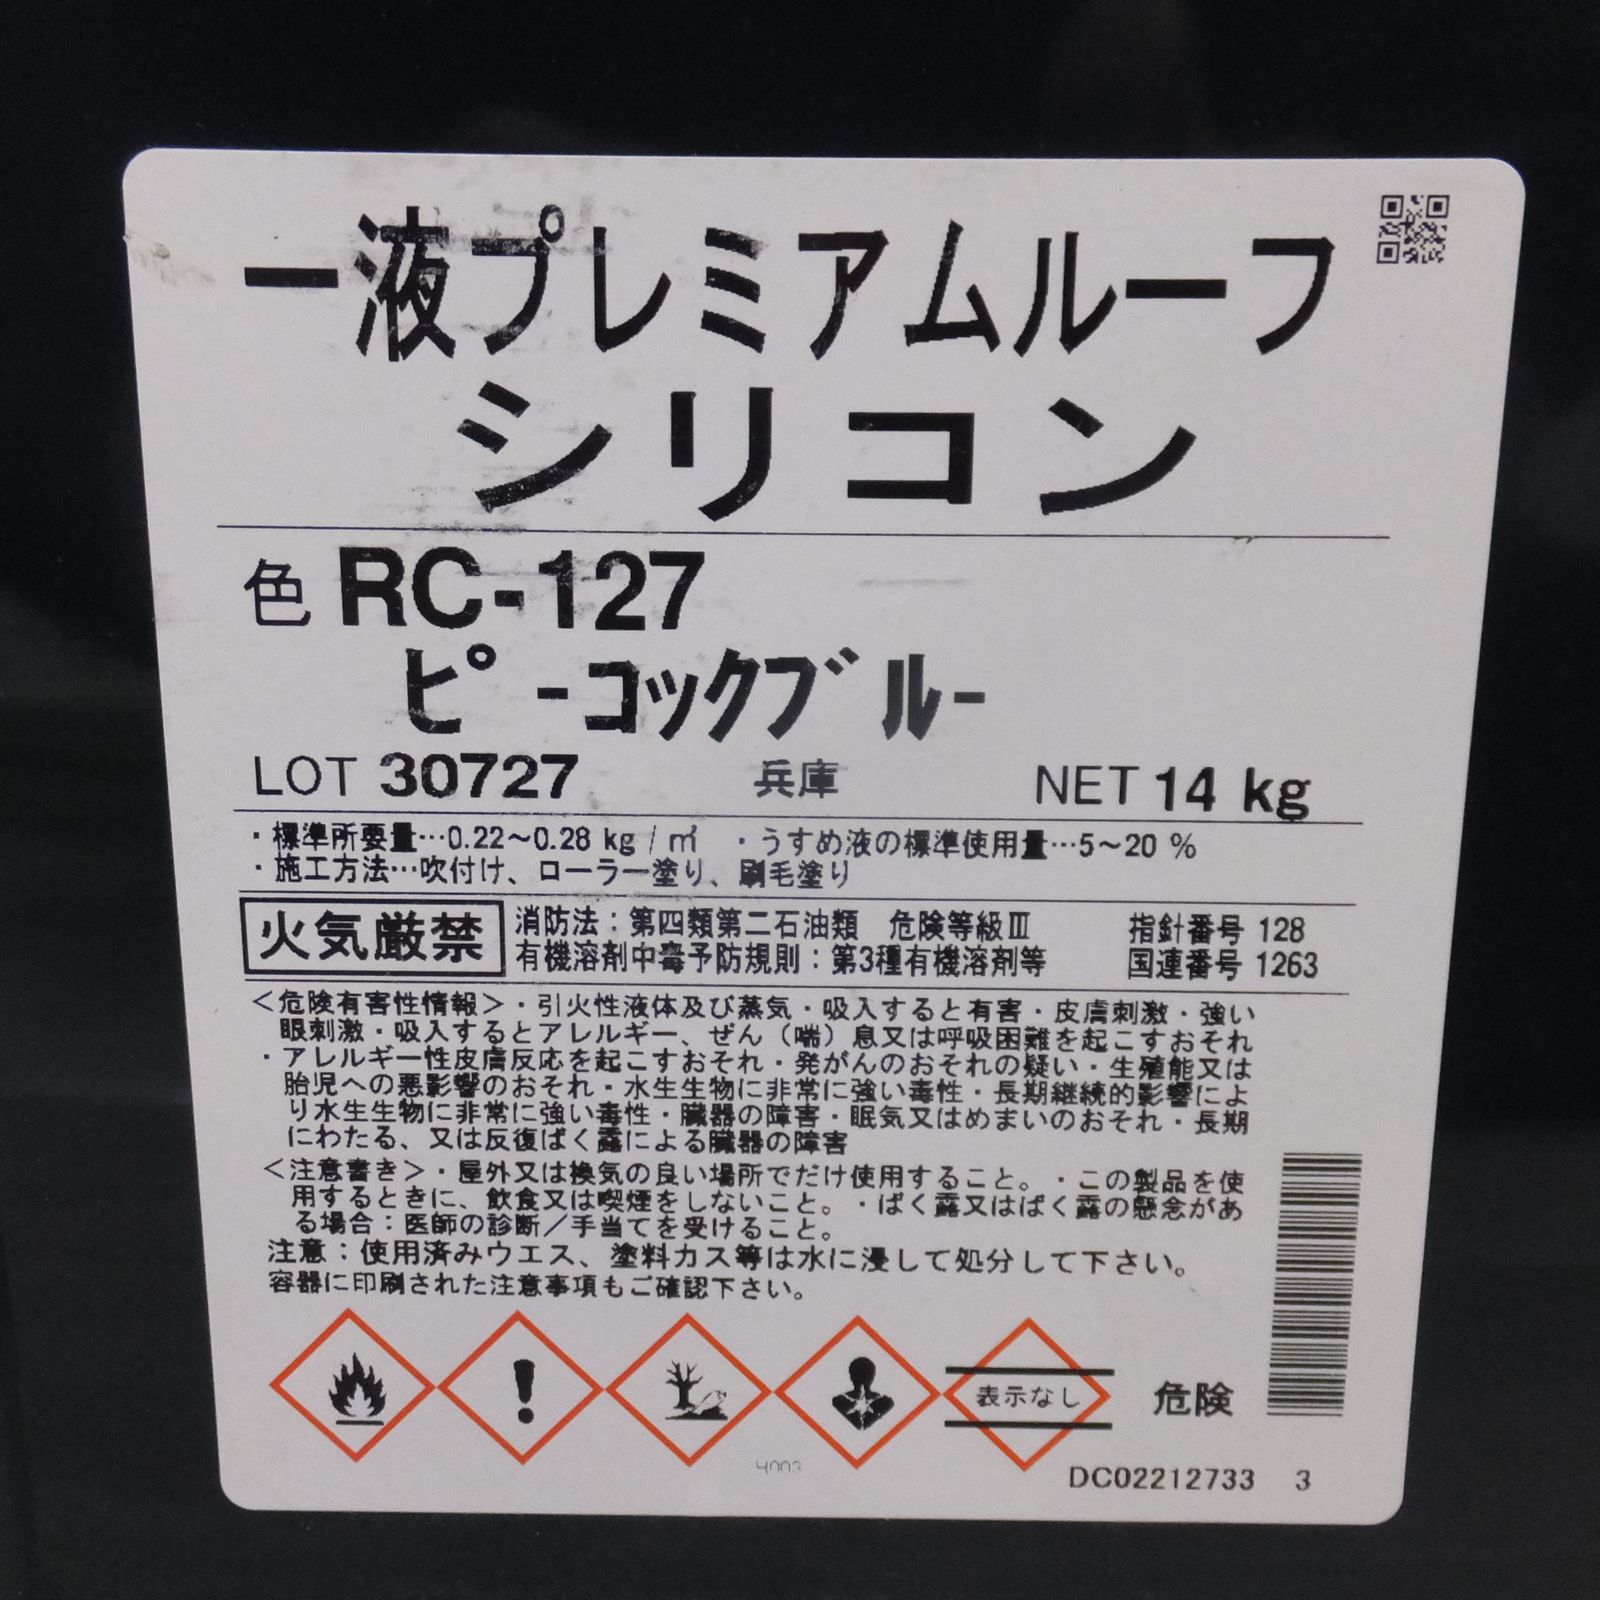 一液プレミアムルーフ
シリコン
色 RC-127
ピーコックブルー
LOT 30727 兵庫 NET 14 kg
・標準所要量…0.22～0.28 kg / ㎡ ・うすめ液の標準使用量…5～20 %
・施工方法…吹付け、ローラー塗り、刷毛塗り
火気厳禁 消防法：第四類第二石油類 危険等級Ⅲ 指針番号 128
有機溶剤中毒予防規則：第3種有機溶剤等 国連番号 1263
＜危険有害性情報＞・引火性液体及び蒸気・吸入すると有害・皮膚刺激・強い
眼刺激・吸入するとアレルギー、ぜん（喘）息又は呼吸困難を起こすおそれ
・アレルギー性皮膚反応を起こすおそれ・発がんのおそれの疑い・生殖能又は
胎児への悪影響のおそれ・水生生物に非常に強い毒性・長期継続的影響によ
り水生生物に非常に強い毒性・臓器の障害・眠気又はめまいのおそれ・長期
にわたる、又は反復ばく露による臓器の障害
＜注意書き＞・屋外又は換気の良い場所でだけ使用すること。・この製品を使
用するときに、飲食又は喫煙をしないこと。・ばく露又はばく露の懸念があ
る場合：医師の診断／手当てを受けること。
注意：使用済みウエス、塗料カス等は水に浸して処分して下さい。
容器に印刷された注意事項もご確認下さい。
表示なし 危険
DC02212733 3